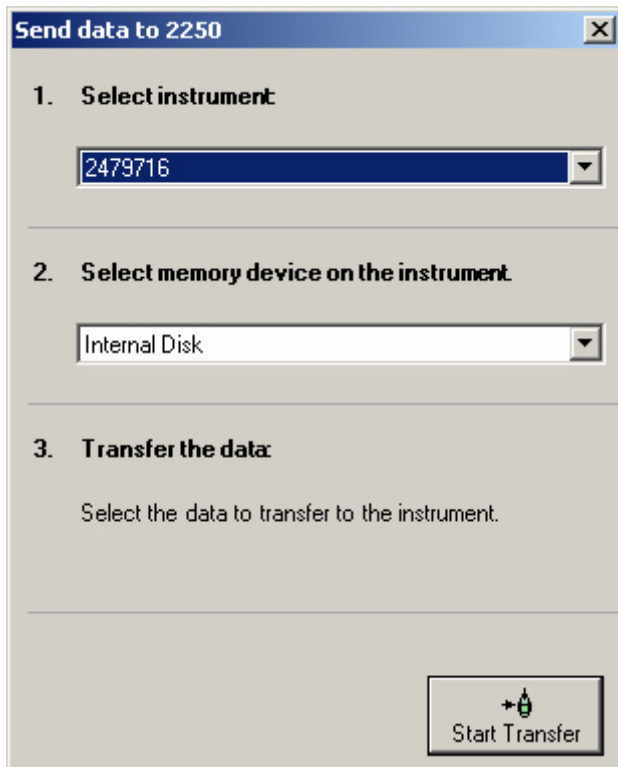 Send data to 2250
1. Select instrument:
2479716
2. Select memory device on the instrument.
Internal Disk
3. Transfer the data:
Select the data to transfer to the instrument.
Start Transfer